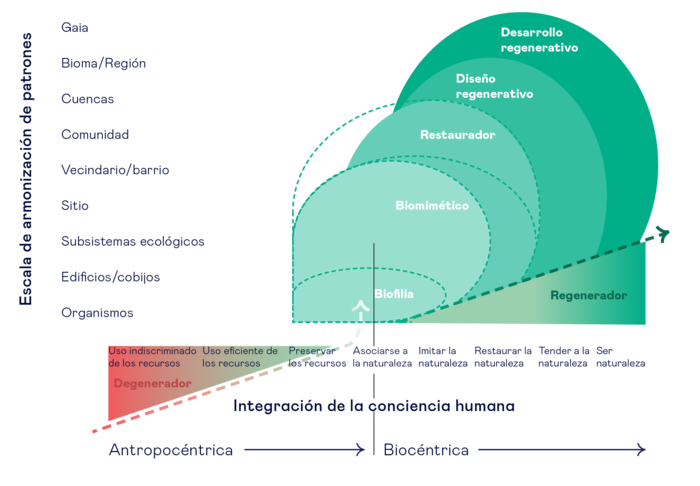 Escala de armonización de patrones
Gaia
Bioma/Región
Cuencas
Comunidad
Vecindario/barrio
Sitio
Subsistemas ecológicos
Edificios/cobijos
Organismos
Desarrollo
regenerativo
Diseño
regenerativo
Restaurador
Biomimético
Biofilia
Regenerador
Uso indiscriminado
de los recursos
Uso eficiente de
los recursos
Preservar
los recursos
Asociarse a
la naturaleza
Imitar la
naturaleza
Restaurar la
naturaleza
Tender a la
naturaleza
Ser
naturaleza
Degenerador
Integración de la conciencia humana
Antropocéntrica
Biocéntrica